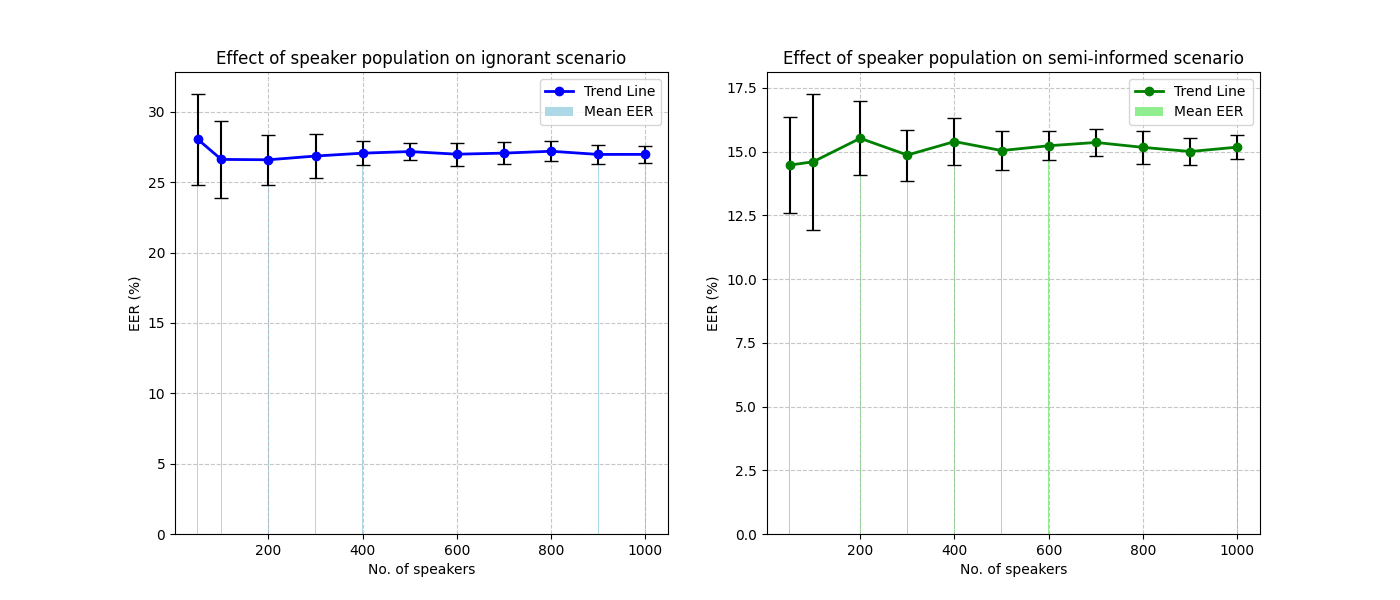 Effect of speaker population on ignorant scenario
Trend Line
Mean EER
EER (%)
30
25
20
15
10
5
0
200 400 600 800 1000
No. of speakers
Effect of speaker population on semi-informed scenario
Trend Line
Mean EER
EER (%)
17.5
15.0
12.5
10.0
7.5
5.0
2.5
0.0
200 400 600 800 1000
No. of speakers